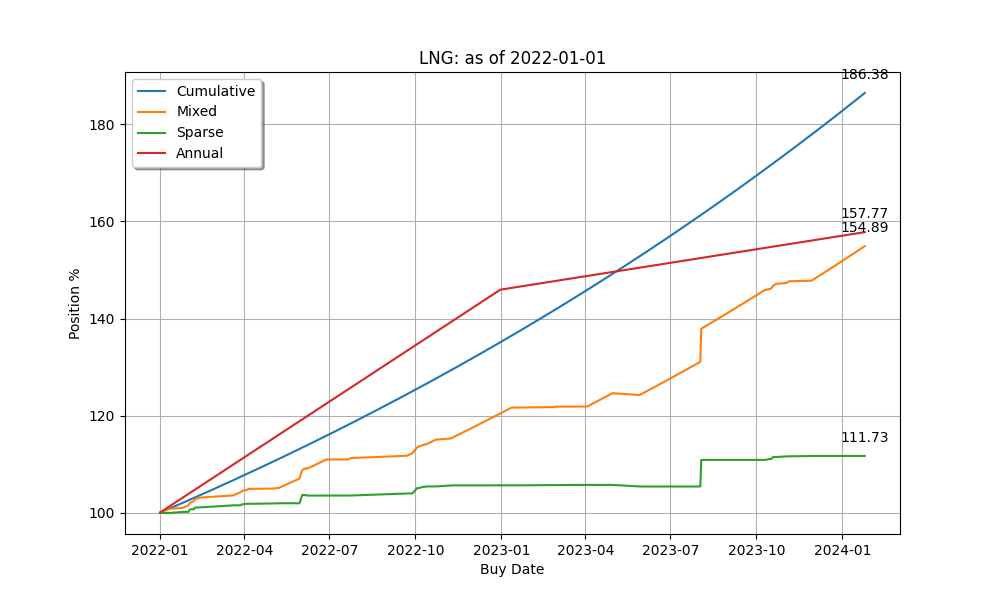 LNG: as of 2022-01-01
186.38
Cumulative
Mixed
Sparse
Annual
180
160
140
120
100
157.77
154.89
111.73
Position %
2022-01 2022-04 2022-07 2022-10 2023-01 2023-04 2023-07 2023-10 2024-01
Buy Date